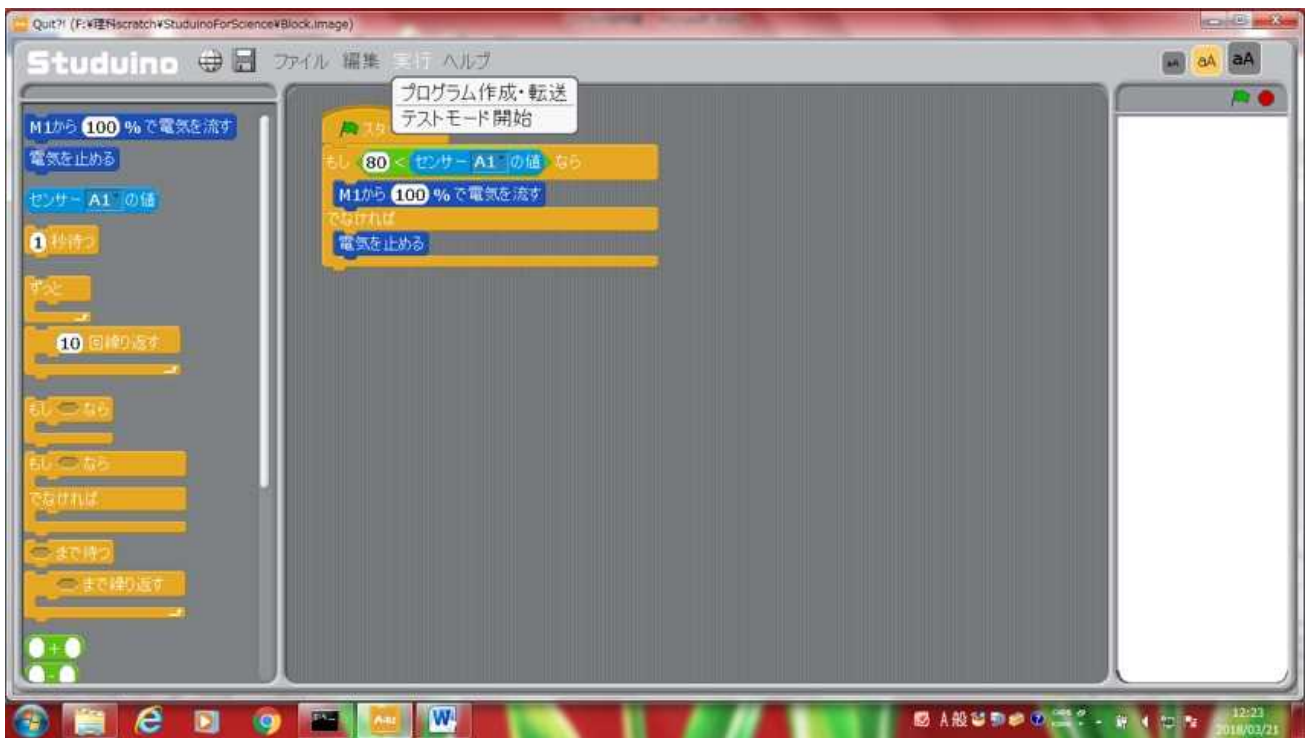 Quit?! (F:¥理科scratch¥StuduinoForScience¥Block.image)
Studuino ファイル 編集 実行 ヘルプ
aA aA aA
プログラム作成・転送
テストモード開始
M1から 100 % で電気を流す
電気を止める
センサー A1 の値
1 秒待つ
ずっと
10 回繰り返す
もし なら
もし なら
でなければ
まで待つ
まで繰り返す
+
-
スタ
もし 80 < センサー A1 の値 なら
M1から 100 % で電気を流す
でなければ
電気を止める
A 般
12:23
2018/03/21